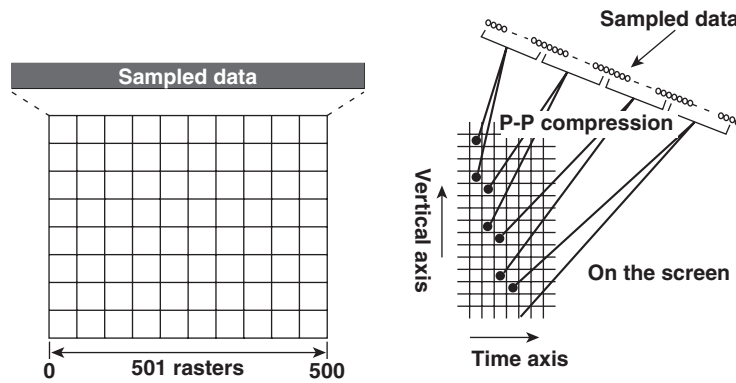 Sampled data
0
501 rasters
500
Sampled data
P-P compression
Vertical axis
On the screen
Time axis